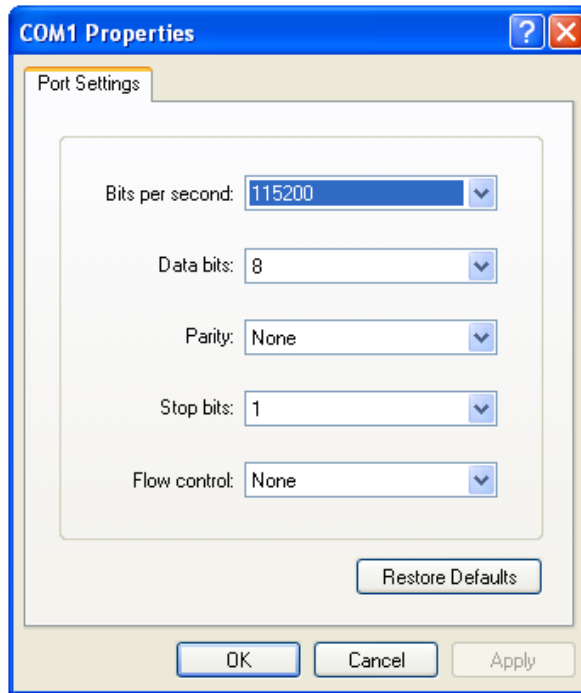 COM1 Properties
Port Settings
Bits per second: 115200
Data bits: 8
Parity: None
Stop bits: 1
Flow control: None
Restore Defaults
OK Cancel Apply